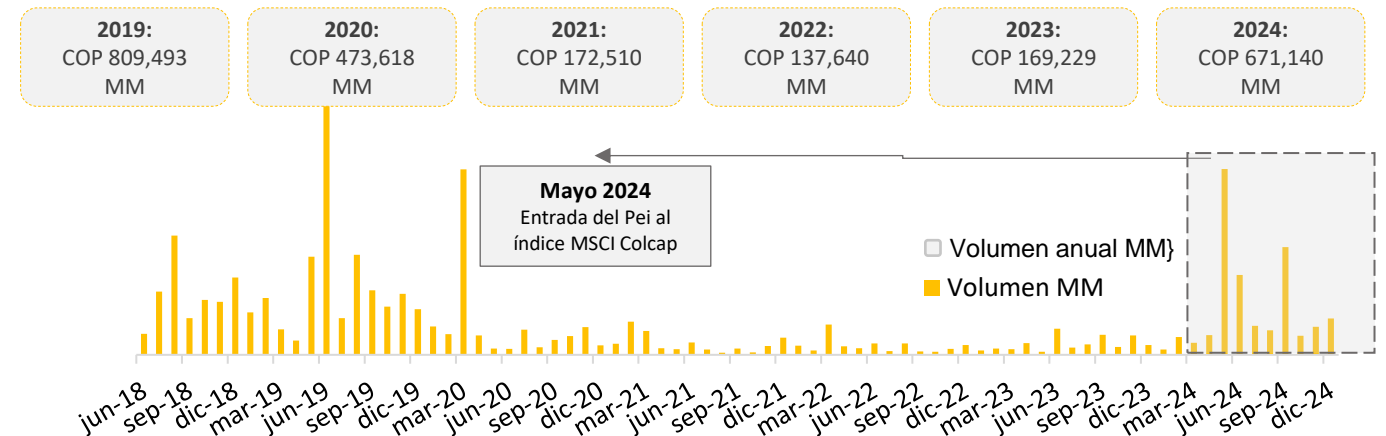 2019:
COP 809,493
MM
2020:
COP 473,618
MM
2021:
COP 172,510
MM
2022:
COP 137,640
MM
2023:
COP 169,229
MM
2024:
COP 671,140
MM
Mayo 2024
Entrada del Pei al
índice MSCI Colcap
Volumen anual MM}
Volumen MM
jun-18
sep-18
dic-18
mar-19
jun-19
sep-19
dic-19
mar-20
jun-20
sep-20
dic-20
mar-21
jun-21
sep-21
dic-21
mar-22
jun-22
sep-22
dic-22
mar-23
jun-23
sep-23
dic-23
mar-24
jun-24
sep-24
dic-24